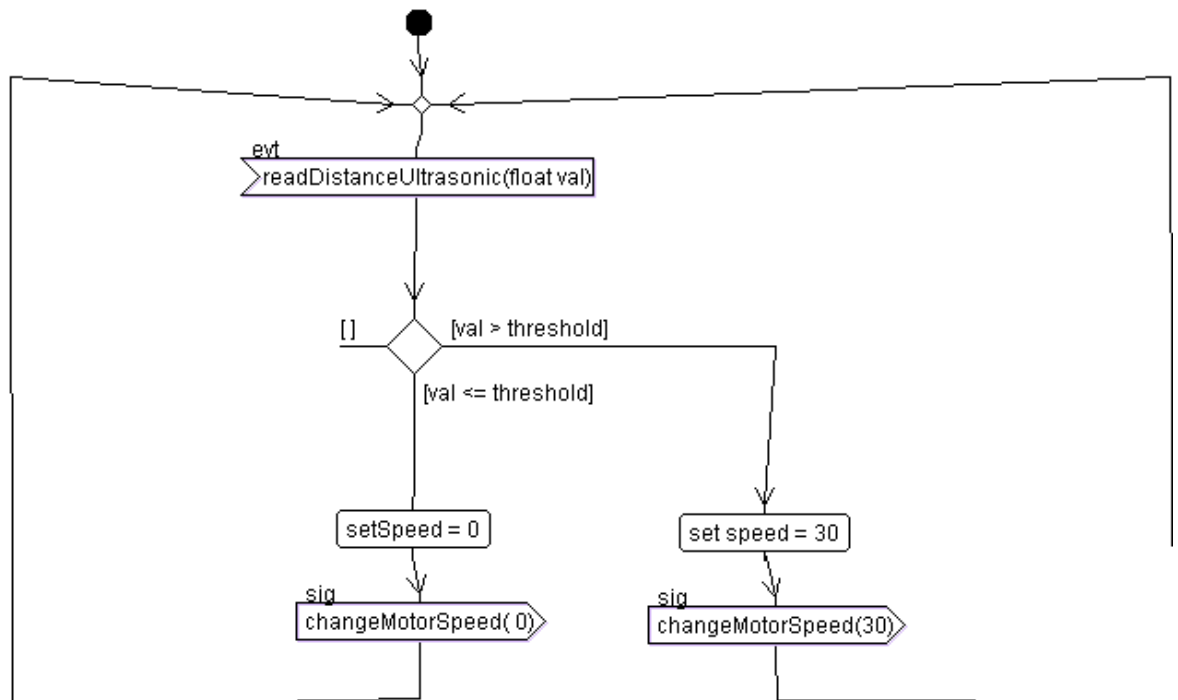 evt
readDistanceUltrasonic(float val)
[ ]
[val > threshold]
[val <= threshold]
setSpeed = 0
set speed = 30
sig
changeMotorSpeed( 0)
sig
changeMotorSpeed(30)